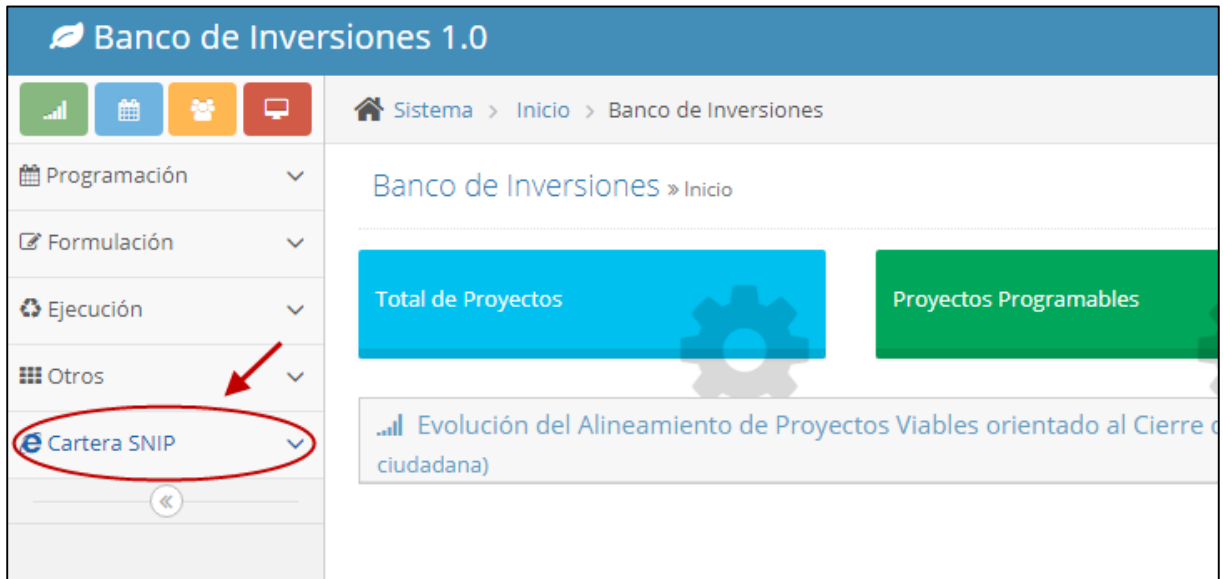 Banco de Inversiones 1.0
Sistema > Inicio > Banco de Inversiones
Programación
Formulación
Ejecución
Otros
Cartera SNIP
Banco de Inversiones » Inicio
Total de Proyectos
Proyectos Programables
Evolución del Alineamiento de Proyectos Viables orientado al Cierre
ciudadana)